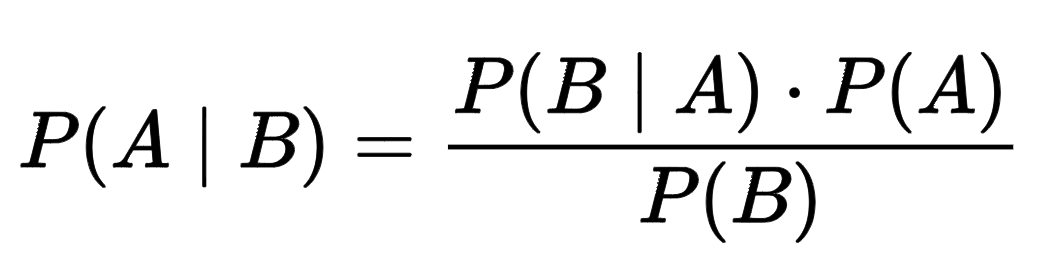 P(A | B) = P(B | A) · P(A) / P(B)